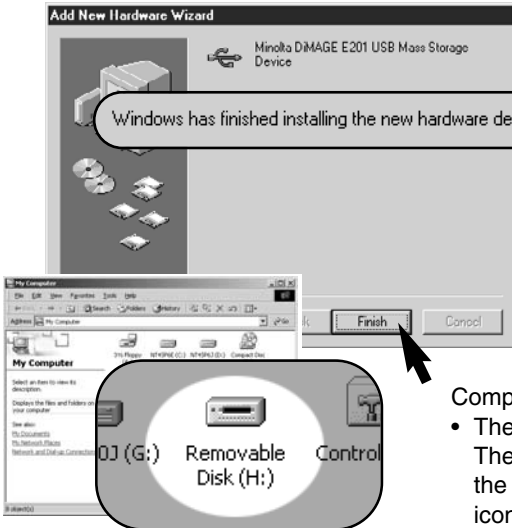 Add New Hardware Wizard
Minolta DiMAGE E201 USB Mass Storage
Device
Windows has finished installing the new hardware de
Finish
Cancel
My Computer
File Edit View Favorites Tools Help
Search Folders History
Address My Computer
Go
3½ Floppy
Compact Disc
My Computer
Select an item to view its
description.
Displays the files and folders on
your computer
See also:
My Documents
My Network Places
Network and Dial-up Connections
(G:)
Removable
Disk (H:)
Control
Comp
• The
The
the
icon